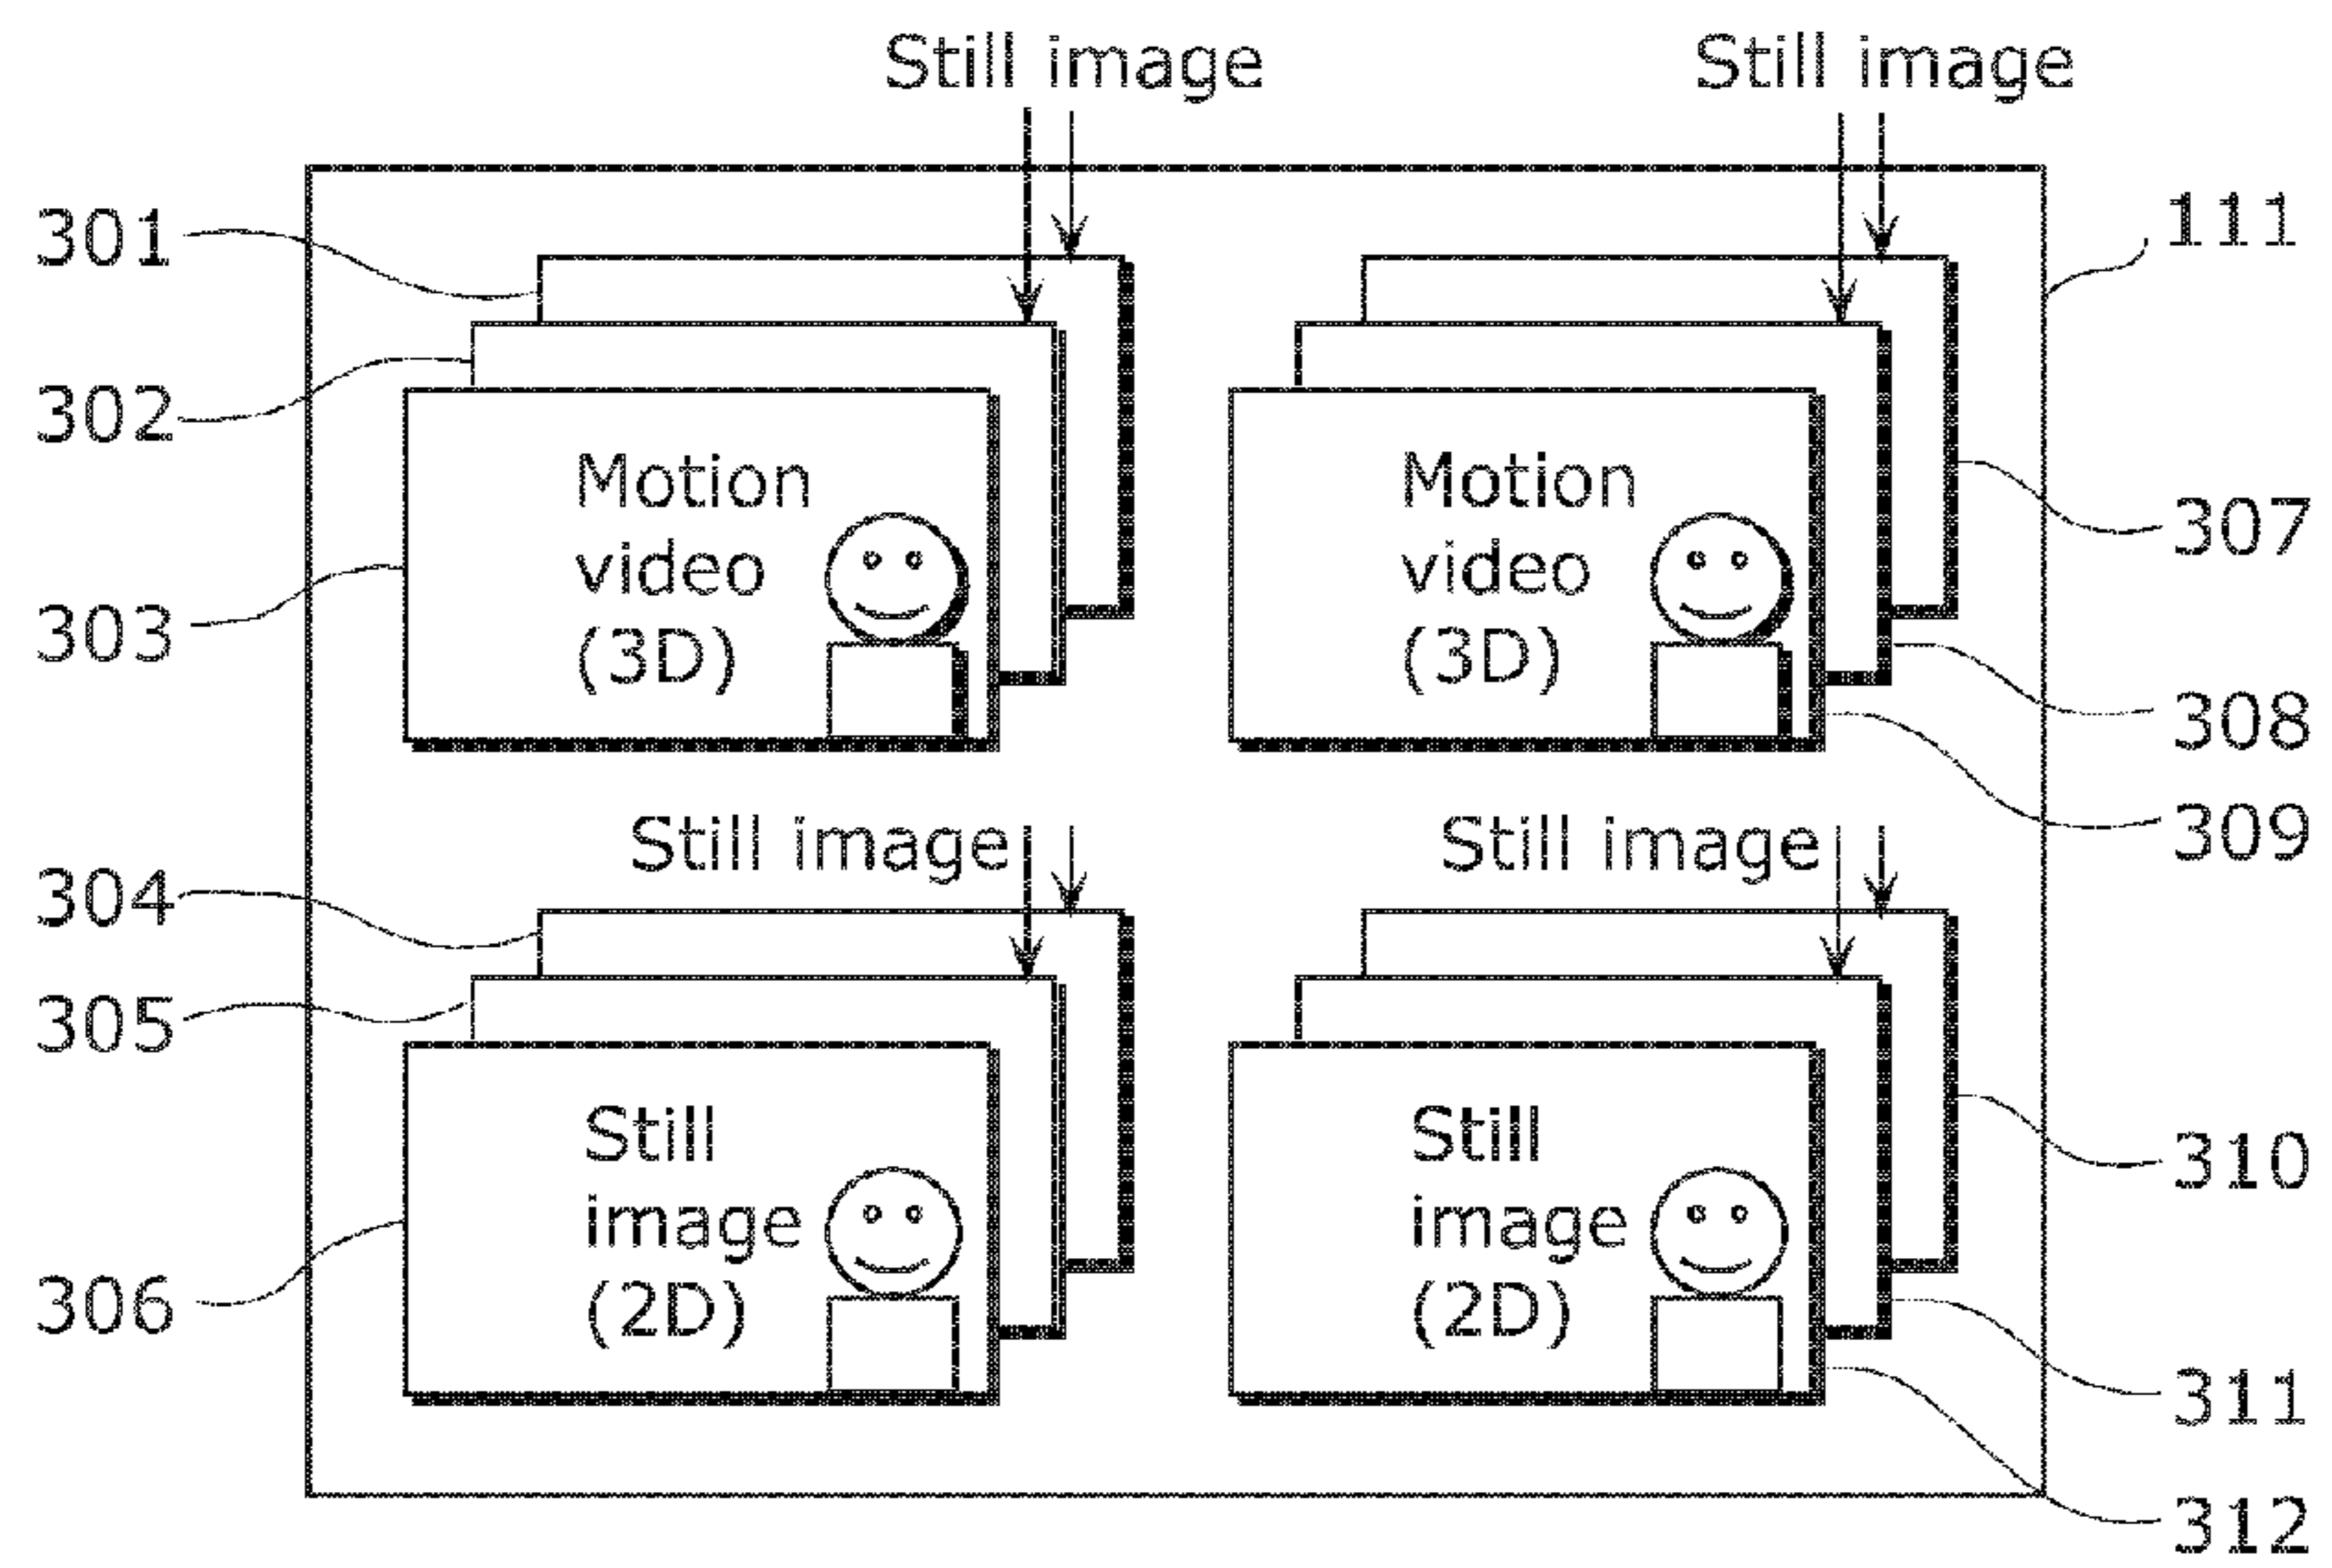 Still image
Still image
301
111
302
Motion
video
(3D)
Motion
video
(3D)
307
303
308
309
Still image
Still image
304
305
Still
image
(2D)
Still
image
(2D)
310
306
311
312